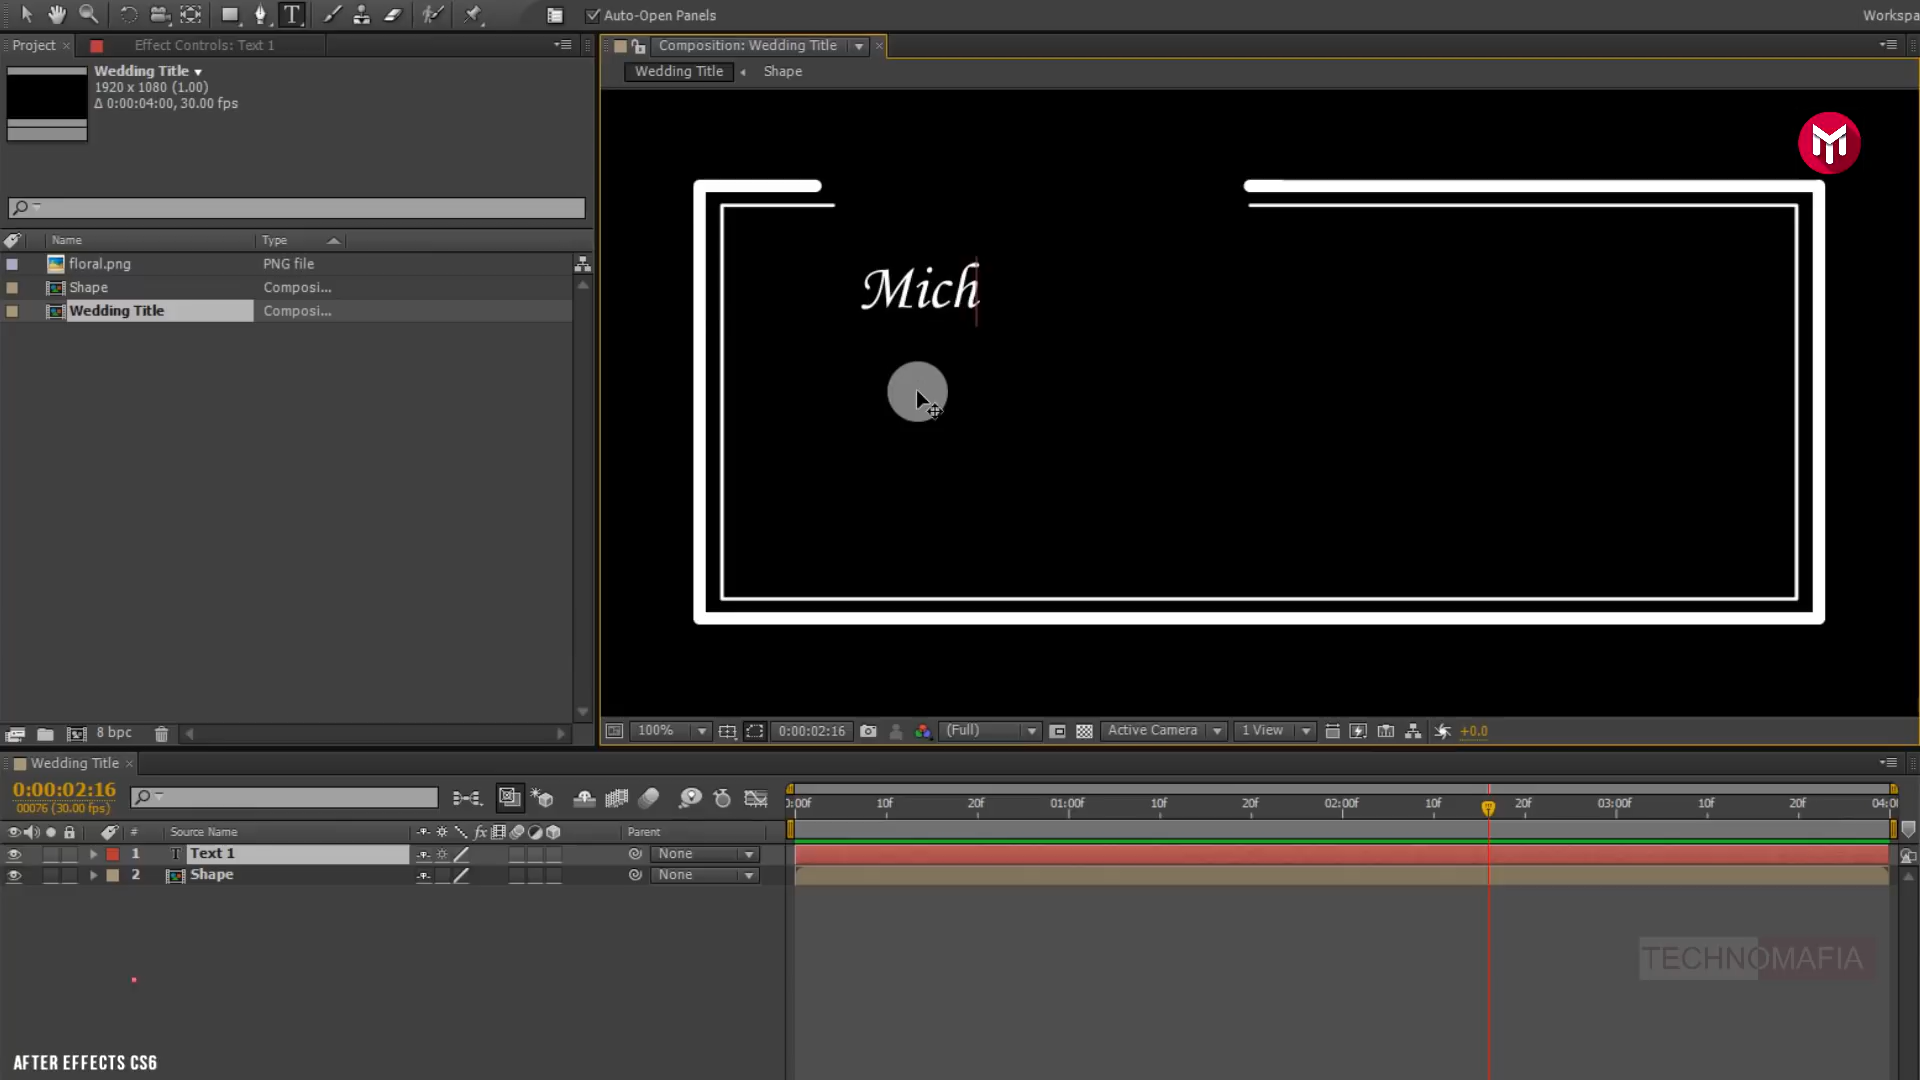 Auto-Open Panels
Workspa
Project
Effect Controls: Text 1
Composition: Wedding Title
Wedding Title
1920 x 1080 (1.00)
Δ 0:00:04:00, 30.00 fps
Wedding Title
Shape
Name
Type
floral.png
PNG file
Shape
Composi...
Wedding Title
Composi...
Mich
8 bpc
100%
0:00:02:16
(Full)
Active Camera
1 View
+0.0
Wedding Title
0:00:02:16
00076 (30.00 fps)
0:00f
10f
20f
01:00f
10f
20f
02:00f
10f
20f
03:00f
10f
20f
04:00
#
Source Name
fx
Parent
1
T
Text 1
None
2
Shape
None
TECHNOMAFIA
AFTER EFFECTS CS6